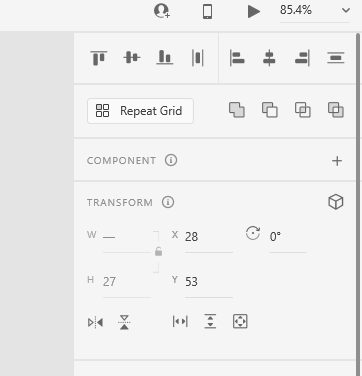 85.4%
Repeat Grid
COMPONENT
TRANSFORM
W — X 28 0°
H 27 Y 53